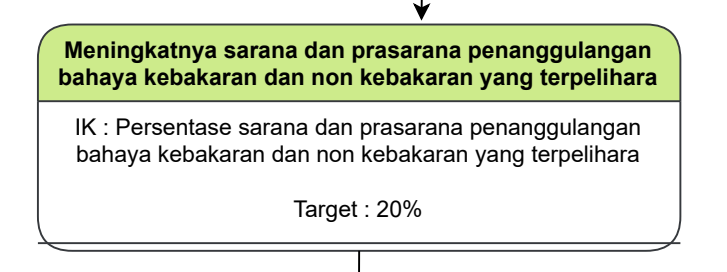 Meningkatnya sarana dan prasarana penanggulangan
bahaya kebakaran dan non kebakaran yang terpelihara
IK : Persentase sarana dan prasarana penanggulangan
bahaya kebakaran dan non kebakaran yang terpelihara
Target : 20%